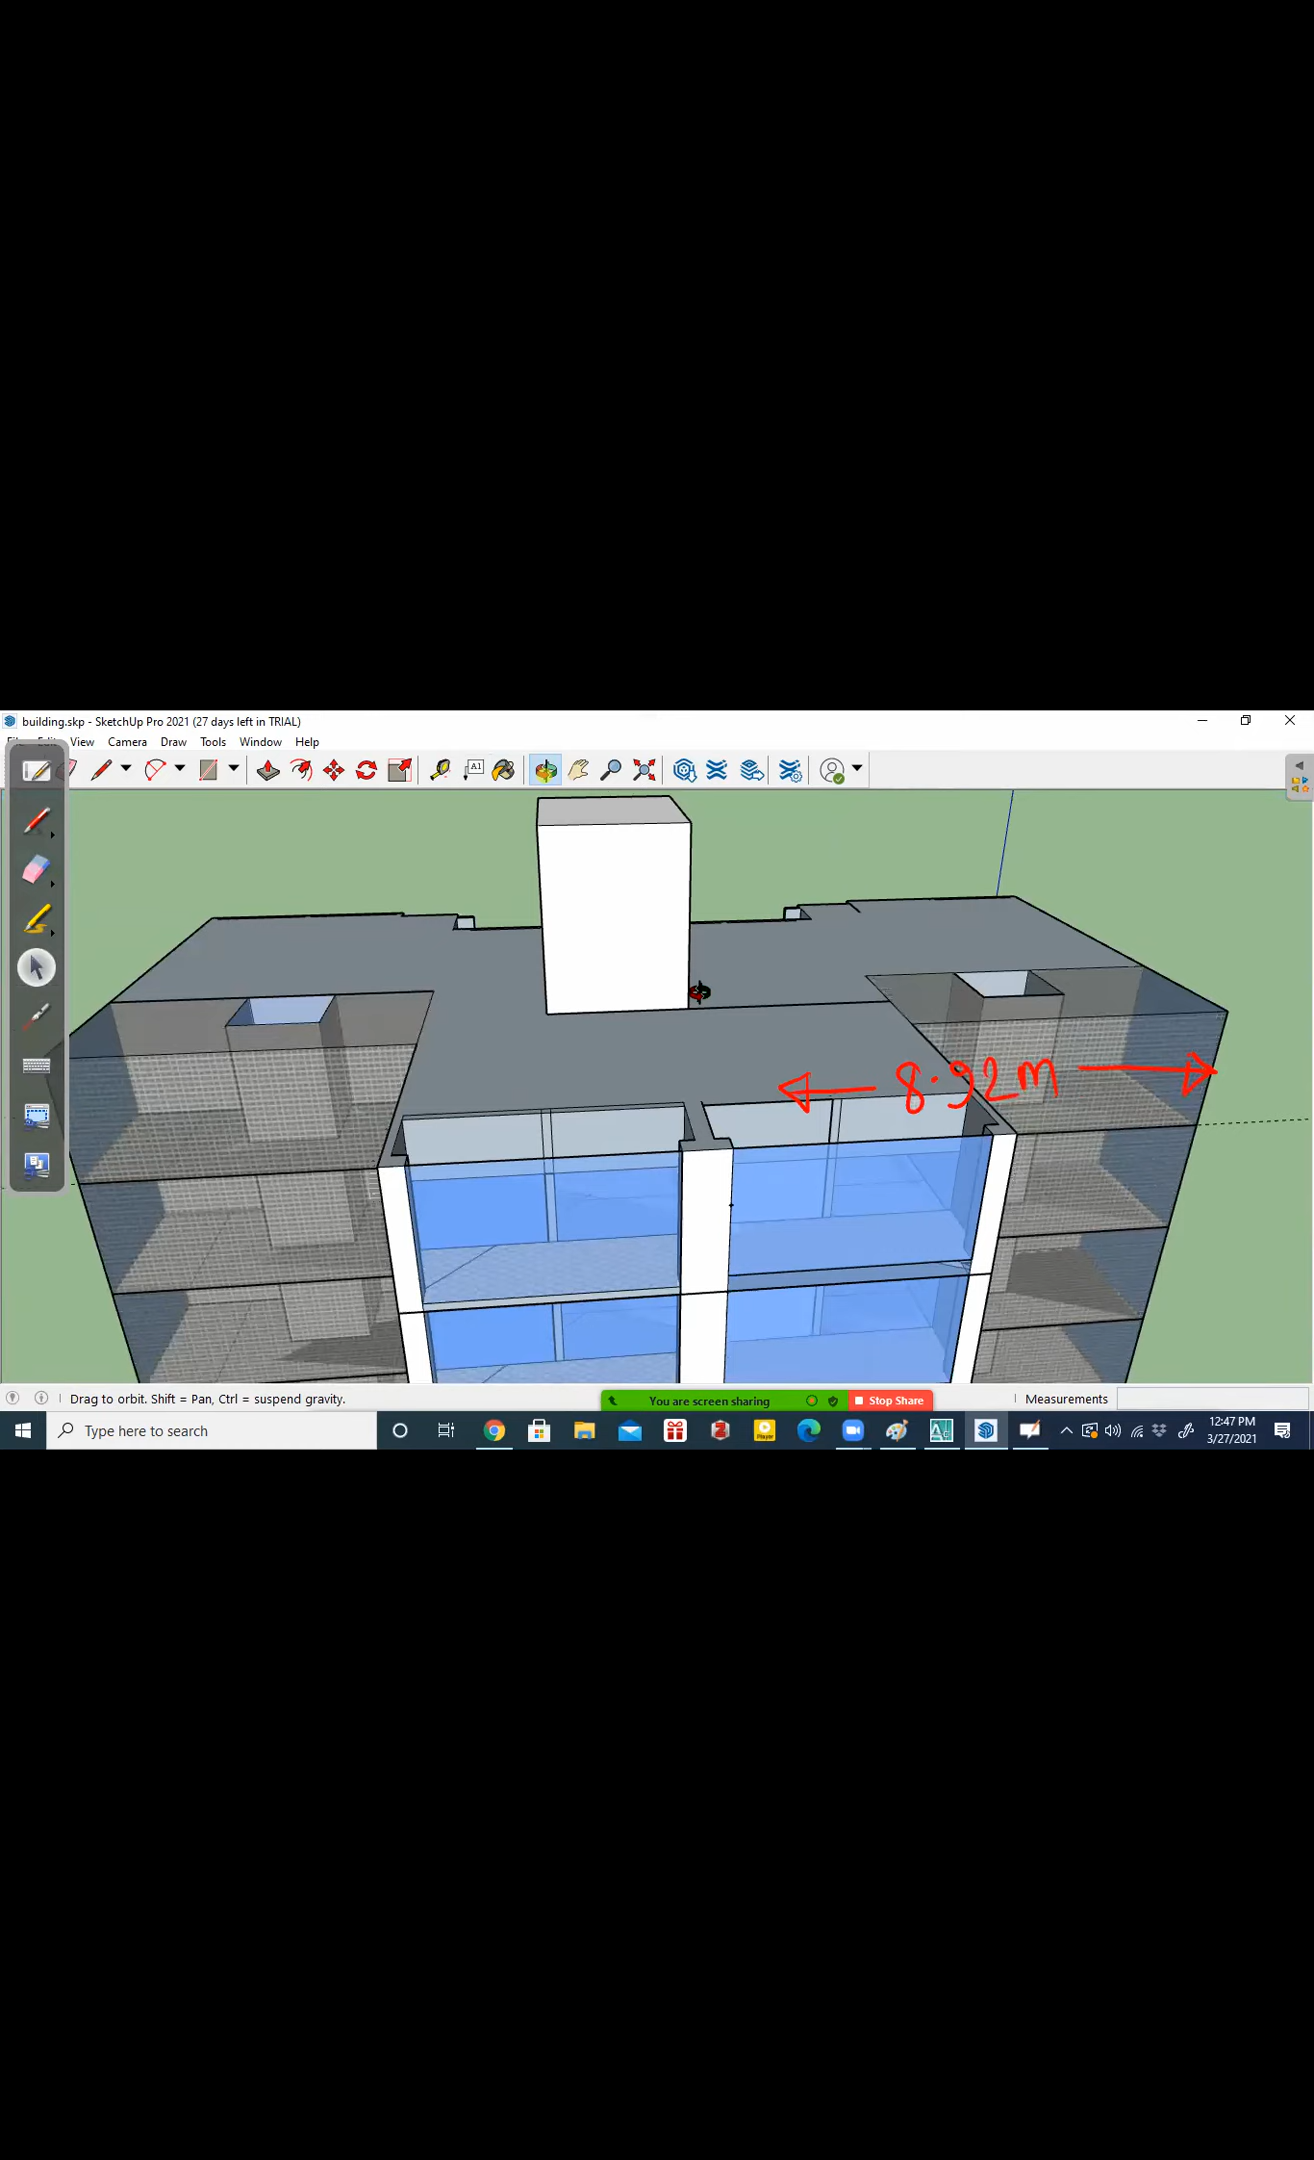 building.skp - SketchUp Pro 2021 (27 days left in TRIAL)
View Camera Draw Tools Window Help
A1
8.92m
Drag to orbit. Shift = Pan, Ctrl = suspend gravity.
You are screen sharing
Stop Share
Measurements
Type here to search
Player
12:47 PM
3/27/2021